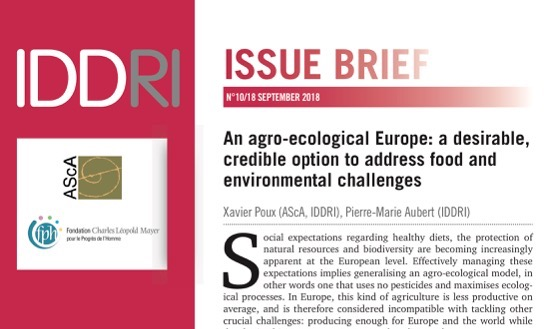 IDDRI
ISSUE BRIEF
N°10/18 SEPTEMBER 2018
An agro-ecological Europe: a desirable,
credible option to address food and
environmental challenges
AScA
fph
Fondation Charles Léopold Mayer
pour le Progrès de l'Homme
Xavier Poux (AScA, IDDRI), Pierre-Marie Aubert (IDDRI)
Social expectations regarding healthy diets, the protection of
natural resources and biodiversity are becoming increasingly
apparent at the European level. Effectively managing these
expectations implies generalising an agro-ecological model, in
other words one that uses no pesticides and maximises ecolog-
ical processes. In Europe, this kind of agriculture is less productive on
average, and is therefore considered incompatible with tackling other
crucial challenges: producing enough for Europe and the world while